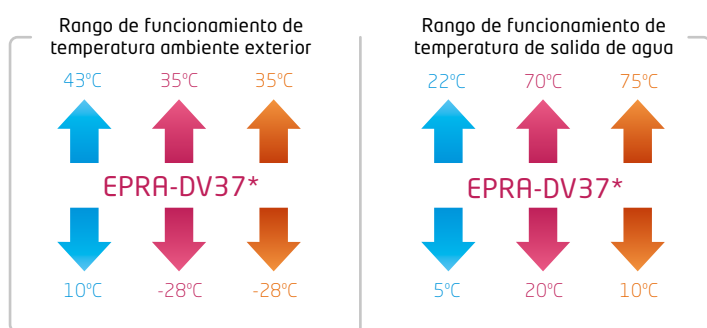 Rango de funcionamiento de
temperatura ambiente exterior
43ºC 35ºC 35ºC
EPRA-DV37*
10ºC -28ºC -28ºC
Rango de funcionamiento de
temperatura de salida de agua
22ºC 70ºC 75ºC
EPRA-DV37*
5ºC 20ºC 10ºC